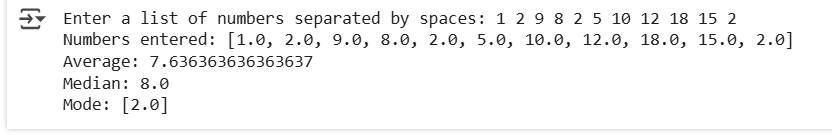 Enter a list of numbers separated by spaces: 1 2 9 8 2 5 10 12 18 15 2
Numbers entered: [1.0, 2.0, 9.0, 8.0, 2.0, 5.0, 10.0, 12.0, 18.0, 15.0, 2.0]
Average: 7.636363636363637
Median: 8.0
Mode: [2.0]